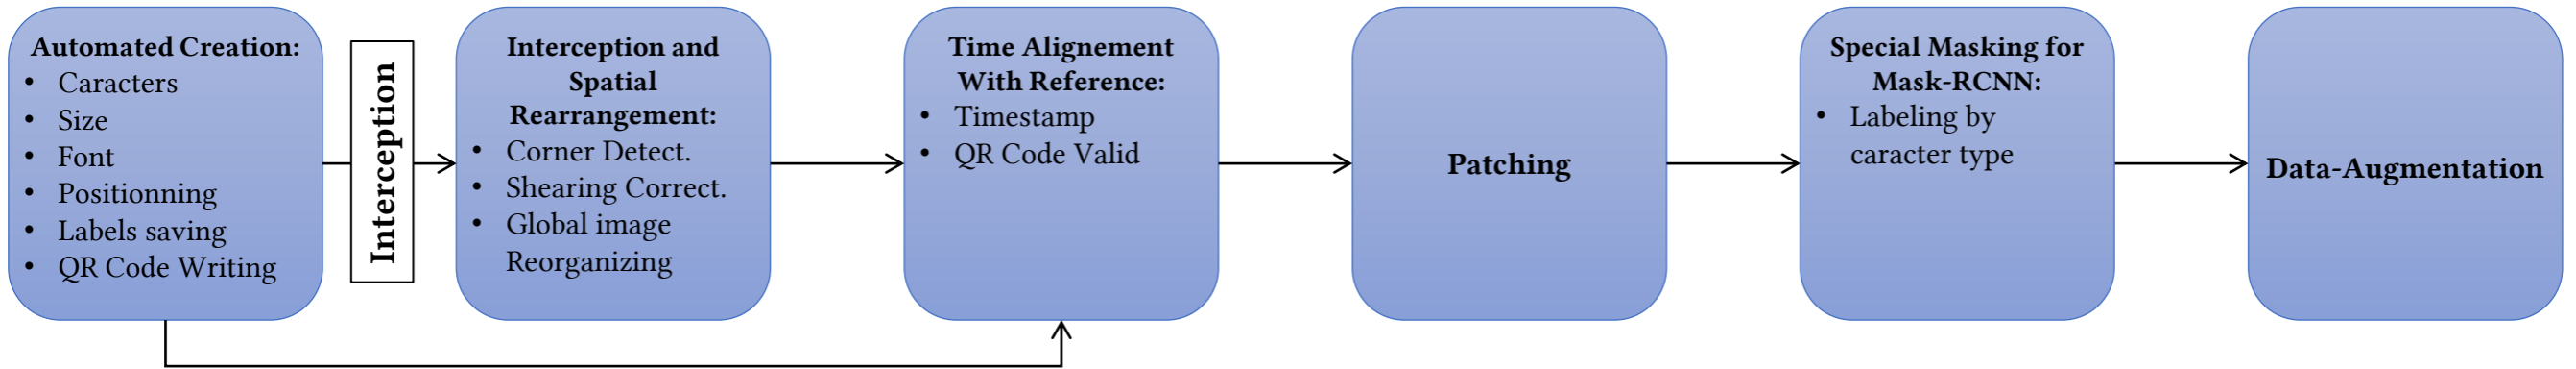 Automated Creation:
• Caracters
• Size
• Font
• Positionning
• Labels saving
• QR Code Writing
Interception
Interception and
Spatial
Rearrangement:
• Corner Detect.
• Shearing Correct.
• Global image
Reorganizing
Time Alignement
With Reference:
• Timestamp
• QR Code Valid
Patching
Special Masking for
Mask-RCNN:
• Labeling by
caracter type
Data-Augmentation